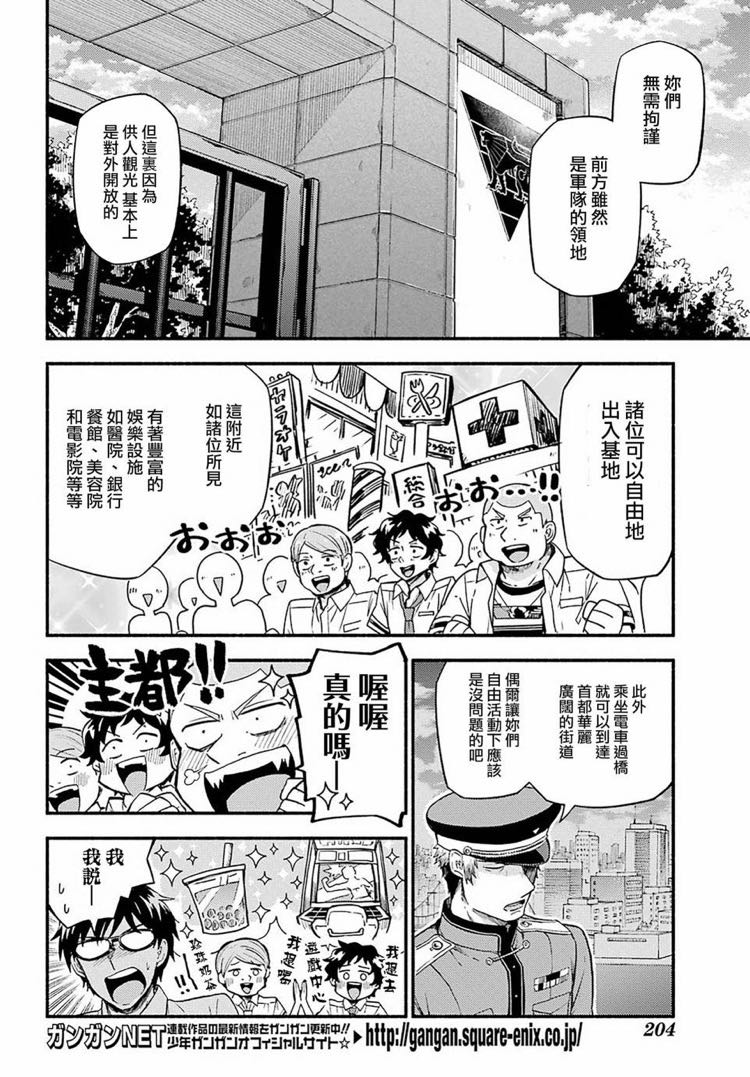 妳們
無需拘謹
前方雖然
是軍隊的領地
但這裏因為
供人觀光 基本上
是對外開放的
諸位可以自由地
出入基地
這附近
如諸位所見
有著豐富的
娛樂設施
如醫院、銀行
餐館、美容院
和電影院等等
カラオケ
総合
おお…!!
おおおお
此外
乘坐電車過橋
就可以到達
首都華麗
廣闊的街道
偶爾讓妳們
自由活動下應該
是沒問題的吧
喔喔
真的嗎—
主都!!
我想去
遊戲中心
我想喝
珍珠奶茶!!
我…
我說—
ガンガンNET
連載作品の最新情報をガンガン更新中!!
少年ガンガンオフィシャルサイト☆
▶http://gangan.square-enix.co.jp/
204